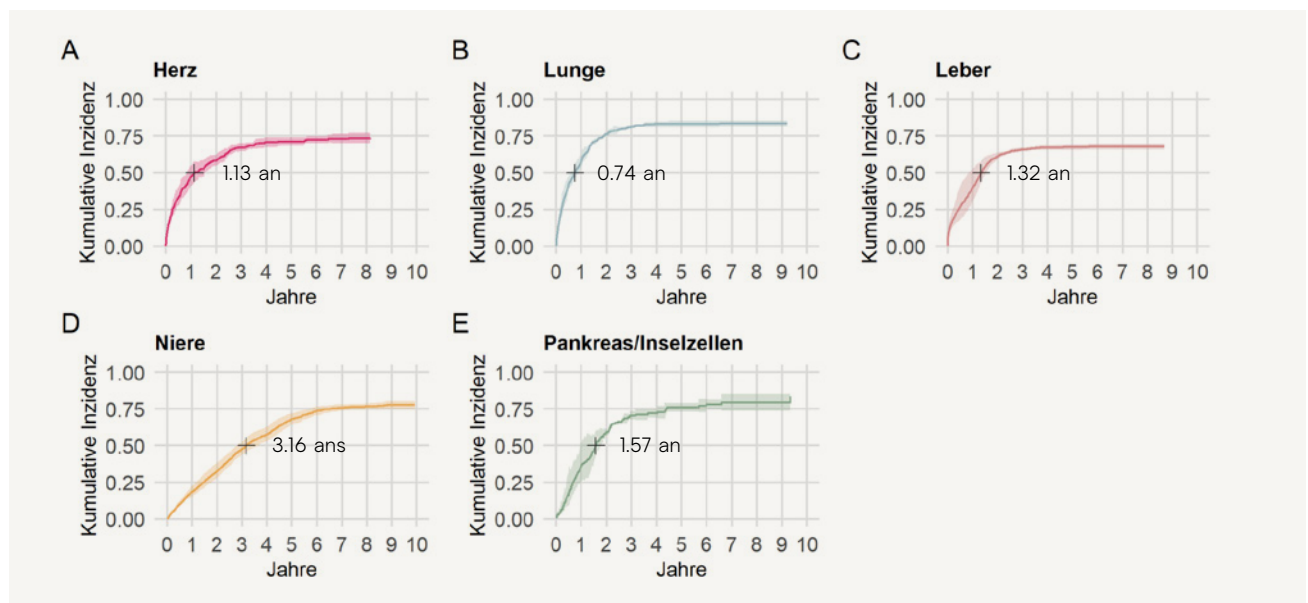 A
Herz
Kumulative Inzidenz
1.00
0.75
0.50
0.25
0.00
1.13 an
0 1 2 3 4 5 6 7 8 9 10
Jahre
B
Lunge
Kumulative Inzidenz
1.00
0.75
0.50
0.25
0.00
0.74 an
0 1 2 3 4 5 6 7 8 9 10
Jahre
C
Leber
Kumulative Inzidenz
1.00
0.75
0.50
0.25
0.00
1.32 an
0 1 2 3 4 5 6 7 8 9 10
Jahre
D
Niere
Kumulative Inzidenz
1.00
0.75
0.50
0.25
0.00
3.16 ans
0 1 2 3 4 5 6 7 8 9 10
Jahre
E
Pankreas/Inselzellen
Kumulative Inzidenz
1.00
0.75
0.50
0.25
0.00
1.57 an
0 1 2 3 4 5 6 7 8 9 10
Jahre